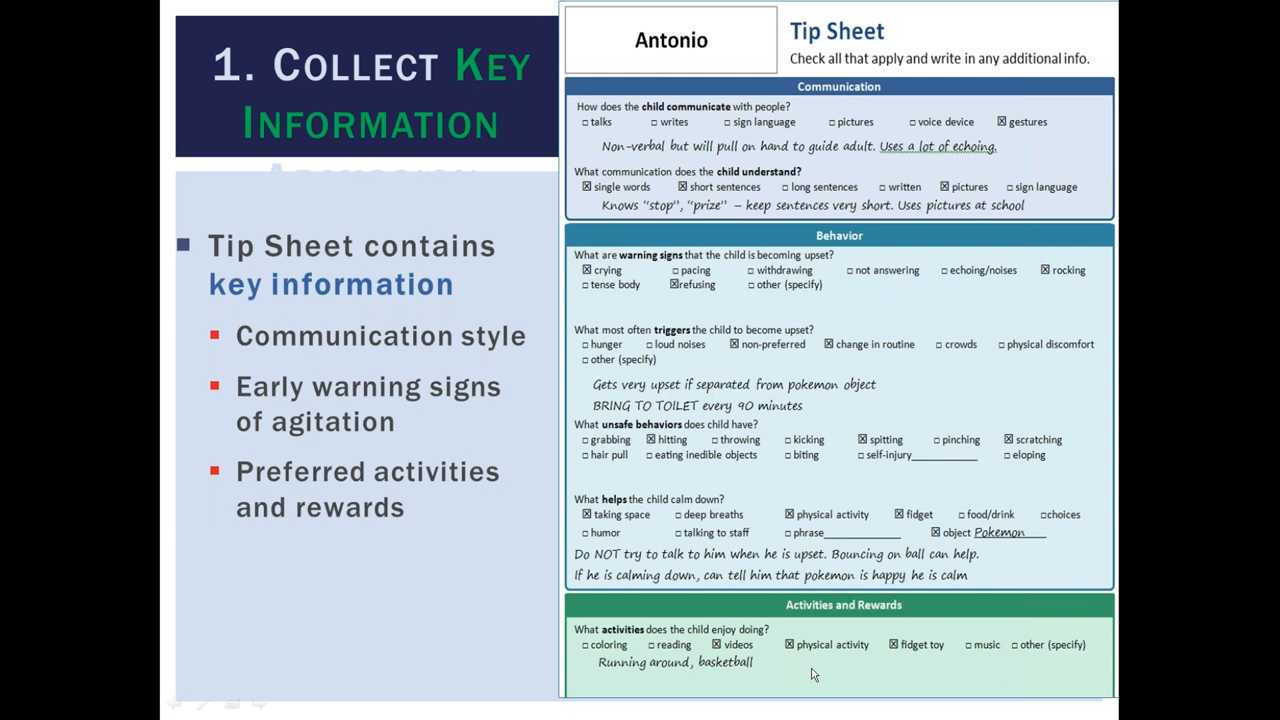 1. COLLECT KEY
INFORMATION
Tip Sheet contains
key information
Communication style
Early warning signs
of agitation
Preferred activities
and rewards
Antonio
Tip Sheet
Check all that apply and write in any additional info.
Communication
How does the child communicate with people?
☐ talks ☐ writes ☐ sign language ☐ pictures ☐ voice device ☒ gestures
Non-verbal but will pull on hand to guide adult. Uses a lot of echoing.
What communication does the child understand?
☒ single words ☒ short sentences ☐ long sentences ☐ written ☒ pictures ☐ sign language
Knows "stop", "prize" – keep sentences very short. Uses pictures at school
Behavior
What are warning signs that the child is becoming upset?
☒ crying ☐ pacing ☐ withdrawing ☐ not answering ☐ echoing/noises ☒ rocking
☐ tense body ☒refusing ☐ other (specify)
What most often triggers the child to become upset?
☐ hunger ☐ loud noises ☒ non-preferred ☒ change in routine ☐ crowds ☐ physical discomfort
☐ other (specify)
Gets very upset if separated from pokemon object
BRING TO TOILET every 90 minutes
What unsafe behaviors does child have?
☐ grabbing ☒ hitting ☐ throwing ☐ kicking ☒ spitting ☐ pinching ☒ scratching
☐ hair pull ☐ eating inedible objects ☐ biting ☐ self-injury___________ ☐ eloping
What helps the child calm down?
☒ taking space ☐ deep breaths ☒ physical activity ☒ fidget ☐ food/drink ☐choices
☐ humor ☐ talking to staff ☐ phrase_____________ ☒ object Pokemon____
Do NOT try to talk to him when he is upset. Bouncing on ball can help.
If he is calming down, can tell him that pokemon is happy he is calm
Activities and Rewards
What activities does the child enjoy doing?
☐ coloring ☐ reading ☒ videos ☒ physical activity ☒ fidget toy ☐ music ☐ other (specify)
Running around, basketball